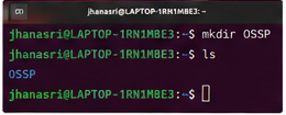 jhanasri@LAPTOP-1RN1MBE3: ~
jhanasri@LAPTOP-1RN1MBE3:~$ mkdir OSSP
jhanasri@LAPTOP-1RN1MBE3:~$ ls
OSSP
jhanasri@LAPTOP-1RN1MBE3:~$